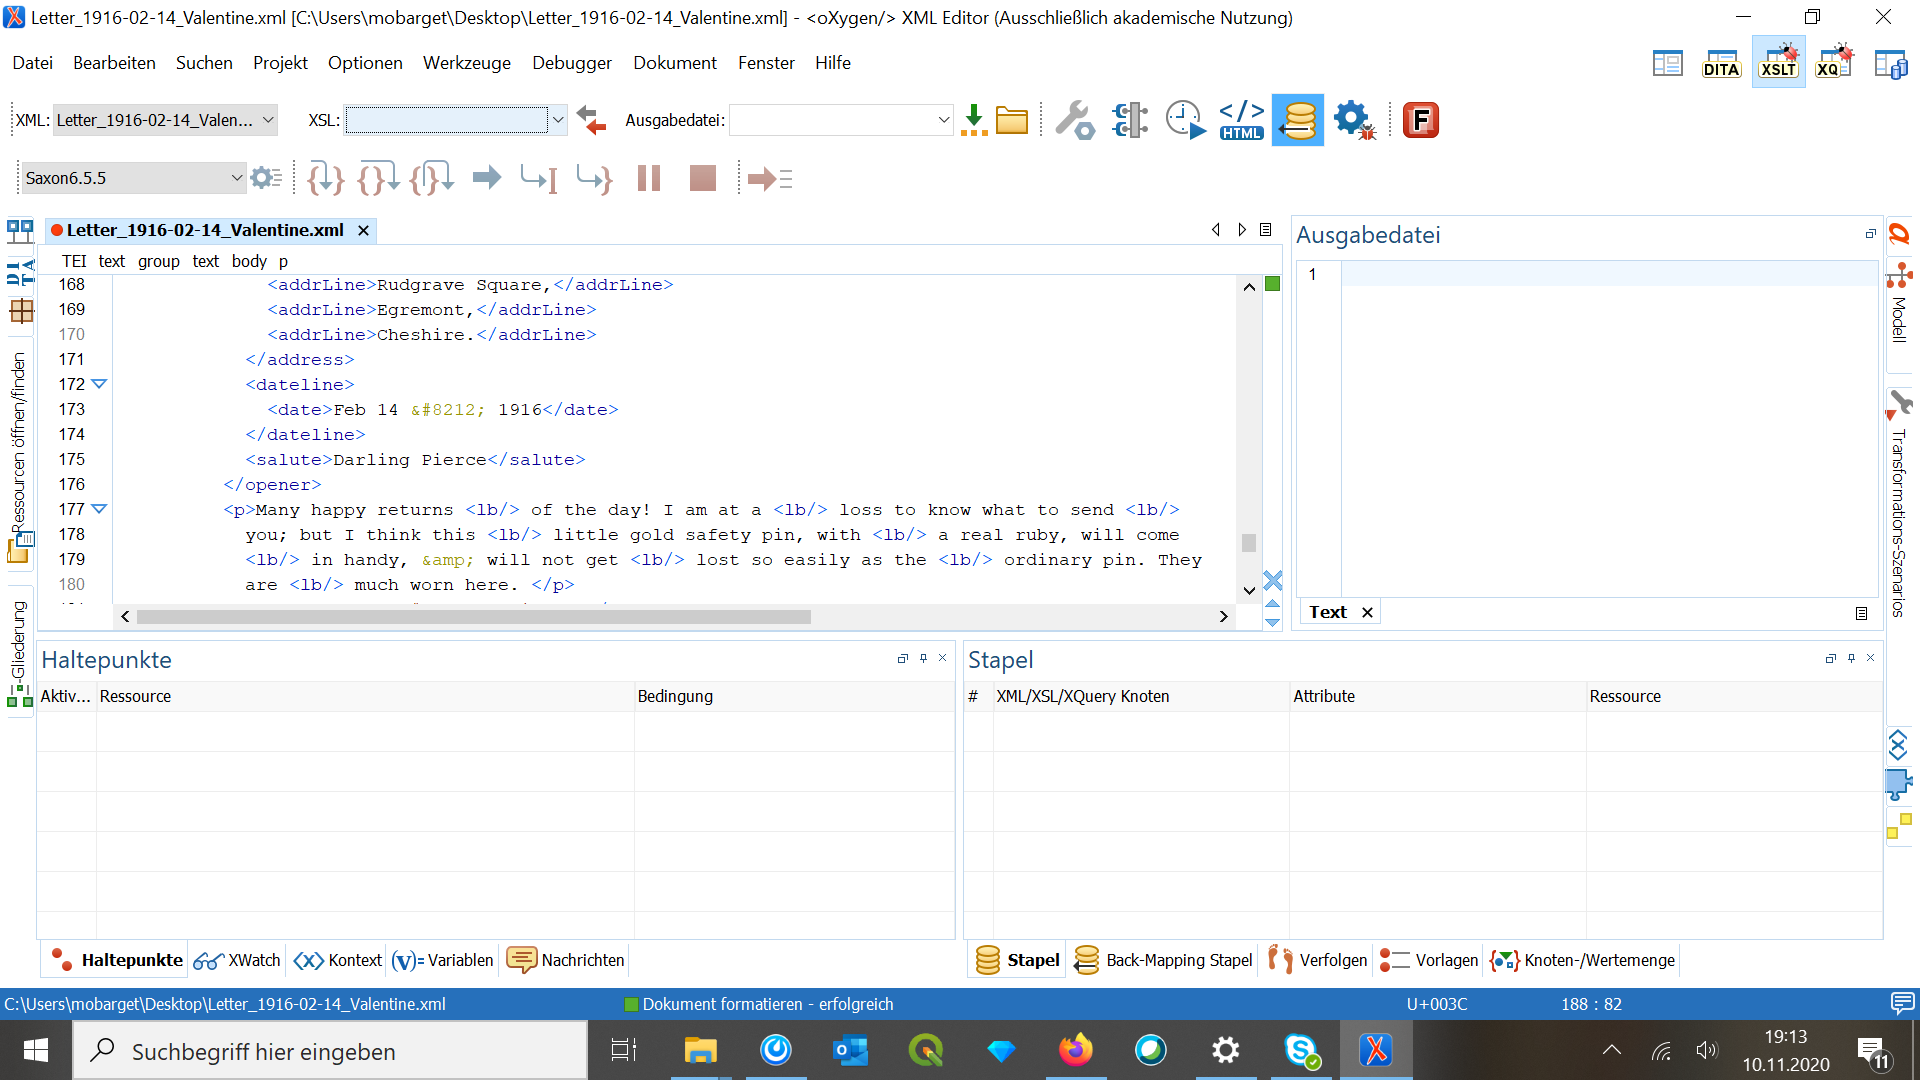 Letter_1916-02-14_Valentine.xml [C:\Users\mobarget\Desktop\Letter_1916-02-14_Valentine.xml] - <oXygen/> XML Editor (Ausschließlich akademische Nutzung)
Datei Bearbeiten Suchen Projekt Optionen Werkzeuge Debugger Dokument Fenster Hilfe
DITA XSLT XQ
XML: Letter_1916-02-14_Valen... XSL: Ausgabedatei: </> HTML F
Saxon6.5.5
Letter_1916-02-14_Valentine.xml
TEI text group text body p
168 <addrLine>Rudgrave Square,</addrLine>
169 <addrLine>Egremont,</addrLine>
170 <addrLine>Cheshire.</addrLine>
171 </address>
172 <dateline>
173 <date>Feb 14 &#8212; 1916</date>
174 </dateline>
175 <salute>Darling Pierce</salute>
176 </opener>
177 <p>Many happy returns <lb/> of the day! I am at a <lb/> loss to know what to send <lb/>
178 you; but I think this <lb/> little gold safety pin, with <lb/> a real ruby, will come
179 <lb/> in handy, &amp; will not get <lb/> lost so easily as the <lb/> ordinary pin. They
180 are <lb/> much worn here. </p>
Ausgabedatei
1
Text
DITA
Ressourcen öffnen/finden
Gliederung
Modell
Transformations-Szenarios
Haltepunkte
Aktiv... Ressource Bedingung
Stapel
# XML/XSL/XQuery Knoten Attribute Ressource
Haltepunkte XWatch Kontext Variablen Nachrichten
Stapel Back-Mapping Stapel Verfolgen Vorlagen Knoten-/Wertemenge
C:\Users\mobarget\Desktop\Letter_1916-02-14_Valentine.xml Dokument formatieren - erfolgreich U+003C 188 : 82
Suchbegriff hier eingeben
19:13
10.11.2020
11